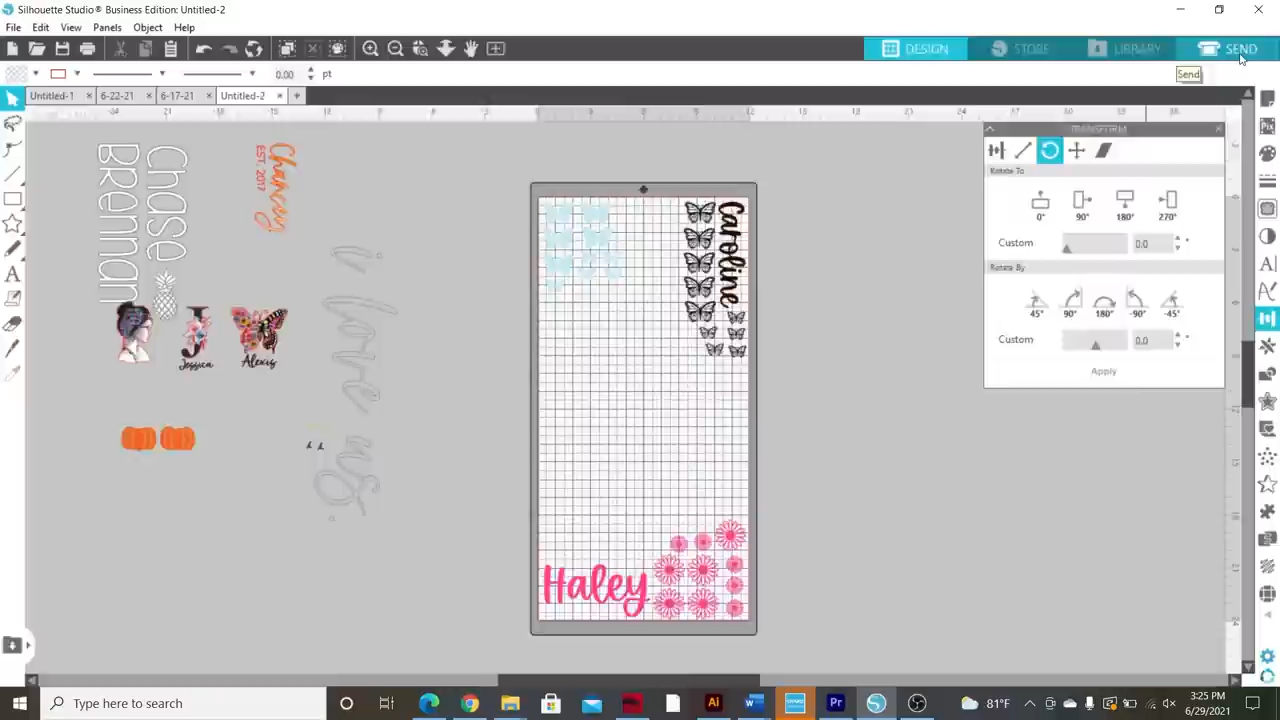 Silhouette Studio® Business Edition: Untitled-2
File Edit View Panels Object Help
DESIGN STORE LIBRARY SEND
0.00 pt
Send
Untitled-1 6-22-21 6-17-21 Untitled-2
Rotate To
0° 90° 180° 270°
Custom 0.0 °
Rotate By
45° 90° 180° -90° -45°
Custom 0.0 °
Apply
Chase
Brennan
Chancey
EST. 2017
i love us
Jessica
Alexis
Caroline
Haley
Type here to search
81°F
3:25 PM
6/29/2021